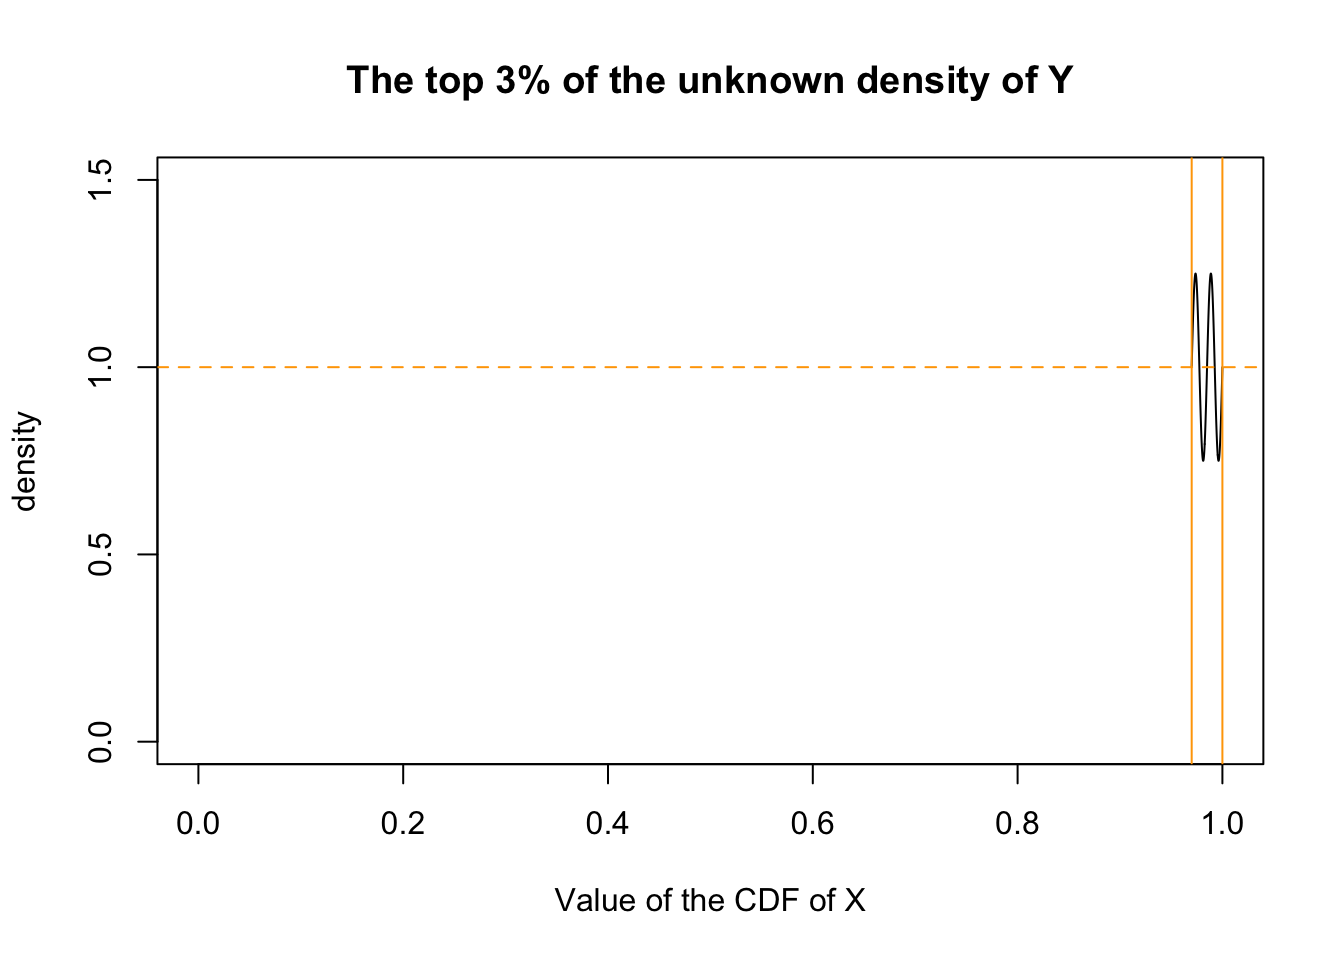 The top 3% of the unknown density of Y
1.5
1.0
0.5
0.0
density
0.0 0.2 0.4 0.6 0.8 1.0
Value of the CDF of X